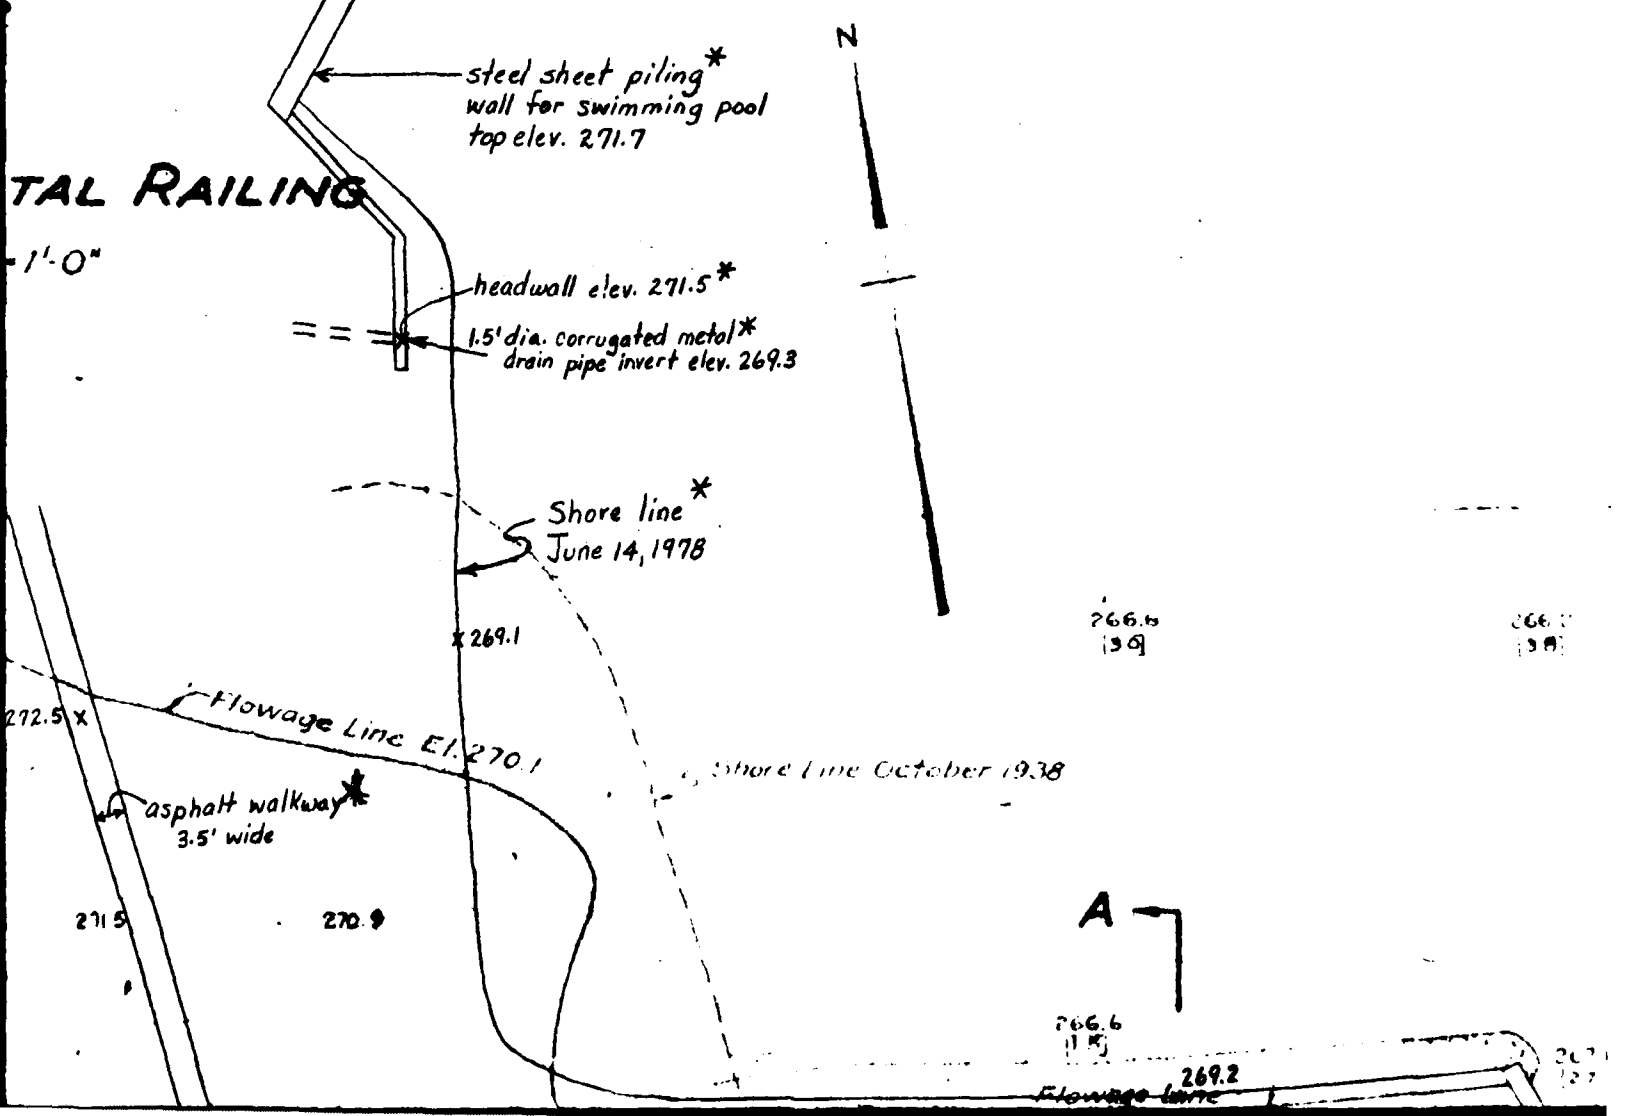 N
steel sheet piling*
wall for swimming pool
top elev. 271.7
TAL RAILING
1'-0"
headwall elev. 271.5*
1.5' dia. corrugated metal*
drain pipe invert elev. 269.3
Shore line*
June 14, 1978
266.6
x 269.1
Flowage Line El. 270.1
272.5 x
Shore Line October 1938
asphalt walkway*
3.5' wide
271.5
270.9
A
266.6
269.2
Flowage Line